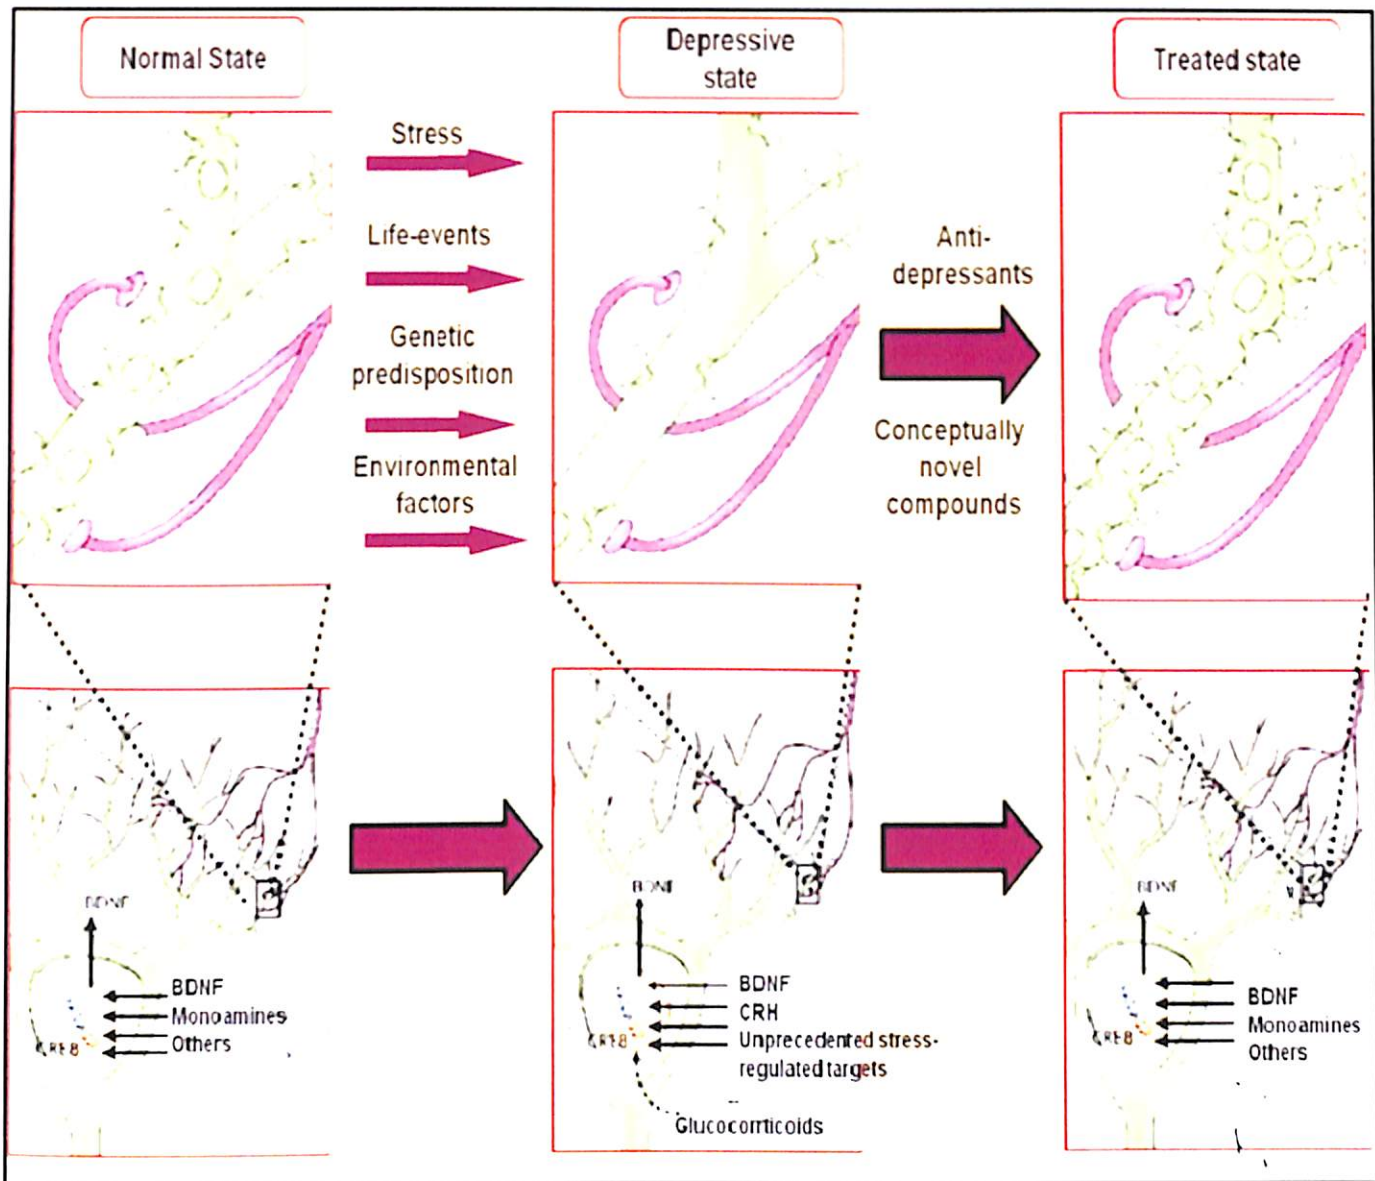 Normal State
Depressive
state
Treated state
Stress
Life-events
Genetic
predisposition
Environmental
factors
Anti-
depressants
Conceptually
novel
compounds
BDNF
BDNF
Monoamines
Others
CREB
BDNF
BDNF
CRH
Unprecedented stress-
regulated targets
CREB
Glucocorrticoids
BDNF
BDNF
Monoamines
Others
CREB